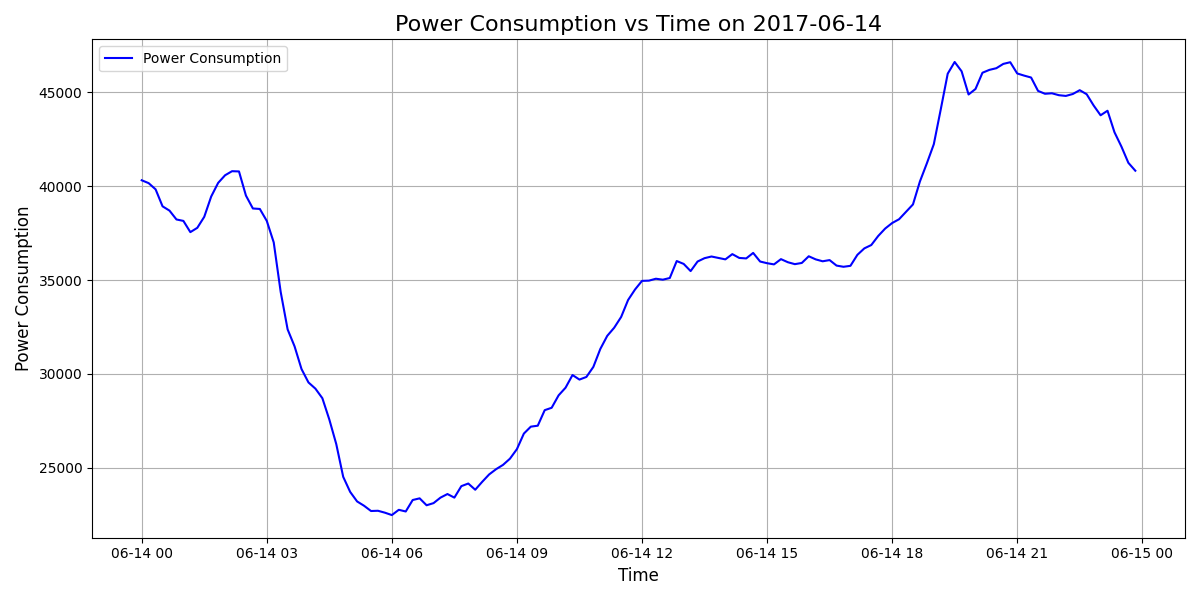 Power Consumption vs Time on 2017-06-14
Power Consumption
45000
40000
35000
30000
25000
Power Consumption
06-14 00 06-14 03 06-14 06 06-14 09 06-14 12 06-14 15 06-14 18 06-14 21 06-15 00
Time